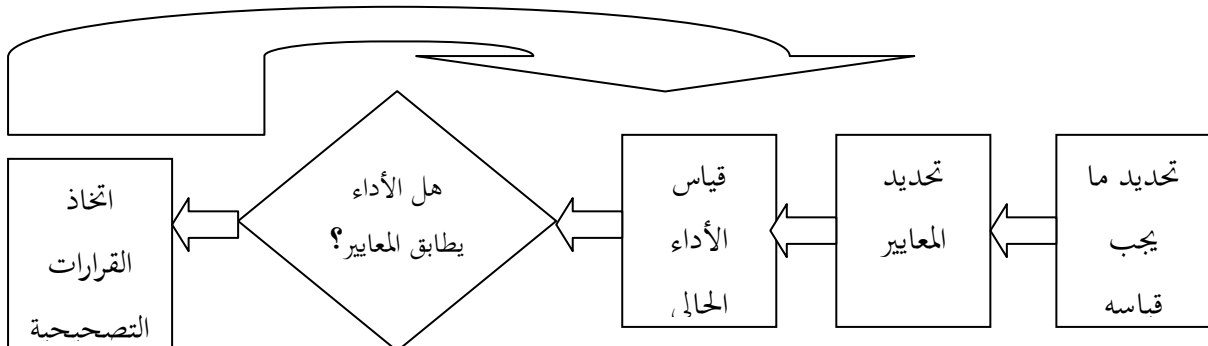 تحديد ما
يجب
قياسه
تحديد
المعايير
قياس
الأداء
الحالي
هل الأداء
يطابق المعايير؟
اتخاذ
القرارات
التصحيحية